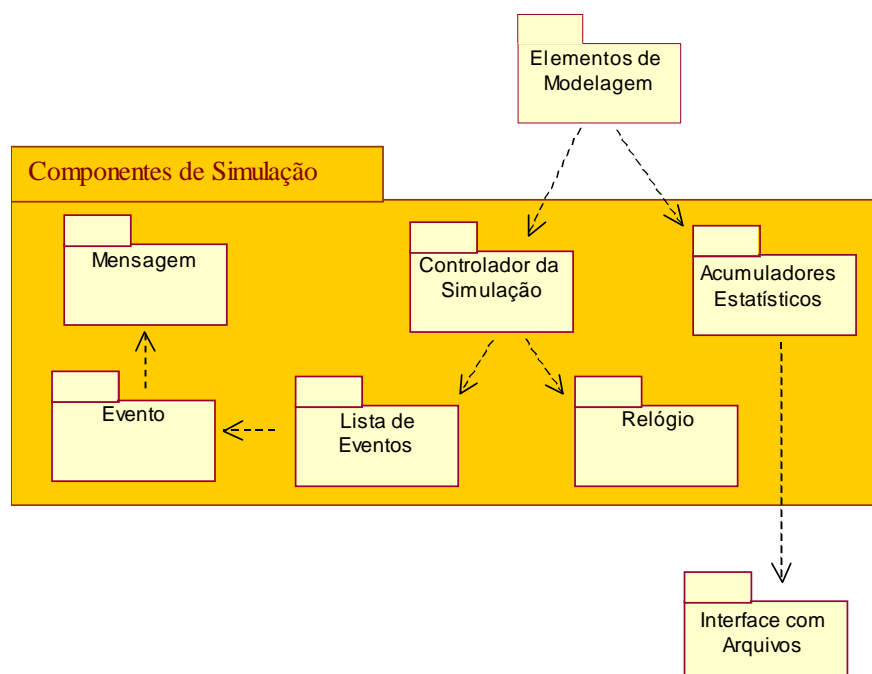 Elementos de
Modelagem
Componentes de Simulação
Mensagem
Controlador da
Simulação
Acumuladores
Estatísticos
Evento
Lista de
Eventos
Relógio
Interface com
Arquivos